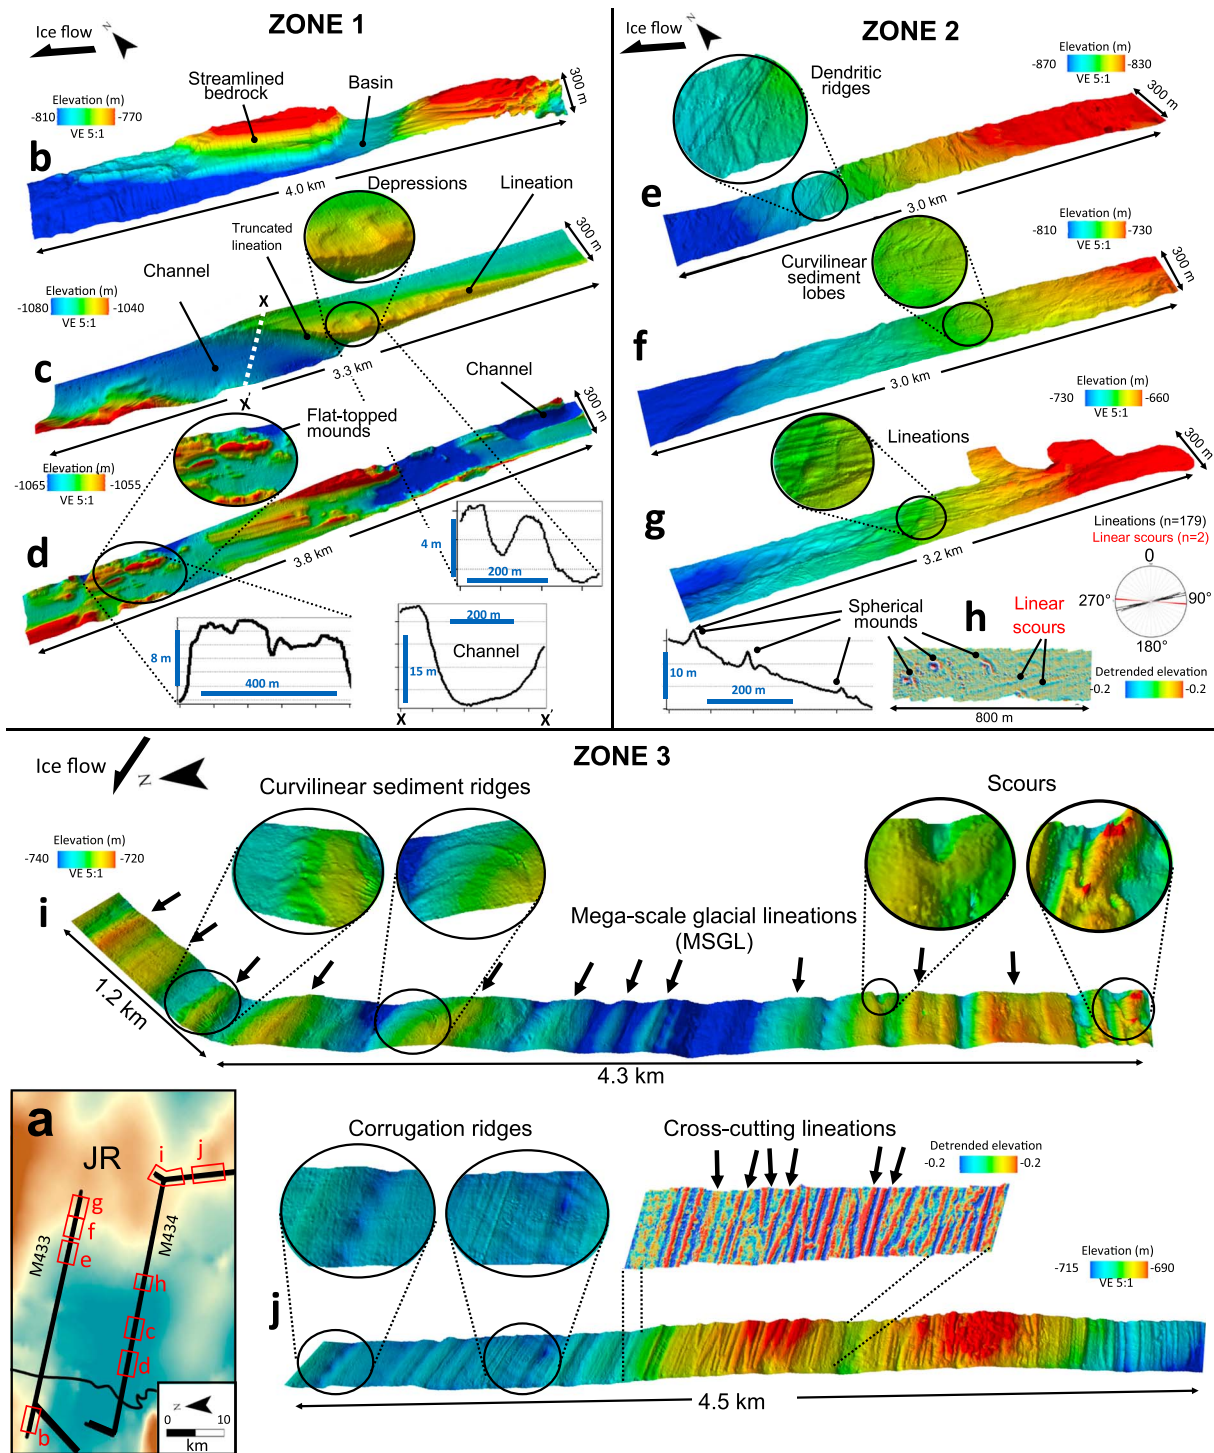 ZONE 1
Ice flow
N
Elevation (m)
-810
-770
VE 5:1
Streamlined
bedrock
Basin
300 m
b
4.0 km
Depressions
Lineation
Truncated
lineation
Channel
300 m
Elevation (m)
-1080
-1040
VE 5:1
X
c
3.3 km
X
Channel
Flat-topped
mounds
300 m
Elevation (m)
-1065
-1055
VE 5:1
d
3.8 km
4 m
200 m
8 m
400 m
200 m
Channel
15 m
X
X'
ZONE 2
Ice flow
N
Elevation (m)
-870
-830
VE 5:1
Dendritic
ridges
300 m
e
3.0 km
Elevation (m)
-810
-730
VE 5:1
Curvilinear
sediment
lobes
300 m
f
3.0 km
Elevation (m)
-730
-660
VE 5:1
Lineations
300 m
g
3.2 km
Lineations (n=179)
Linear scours (n=2)
0
270°
90°
180°
Spherical
mounds
h
Linear
scours
10 m
200 m
Detrended elevation
-0.2
-0.2
800 m
ZONE 3
Ice flow
N
Curvilinear sediment ridges
Scours
Elevation (m)
-740
-720
VE 5:1
i
Mega-scale glacial lineations
(MSGL)
1.2 km
4.3 km
a
JR
i
j
g
f
e
M433
M434
h
c
d
b
N
0
10
km
Corrugation ridges
Cross-cutting lineations
Detrended elevation
-0.2
-0.2
Elevation (m)
-715
-690
VE 5:1
j
4.5 km